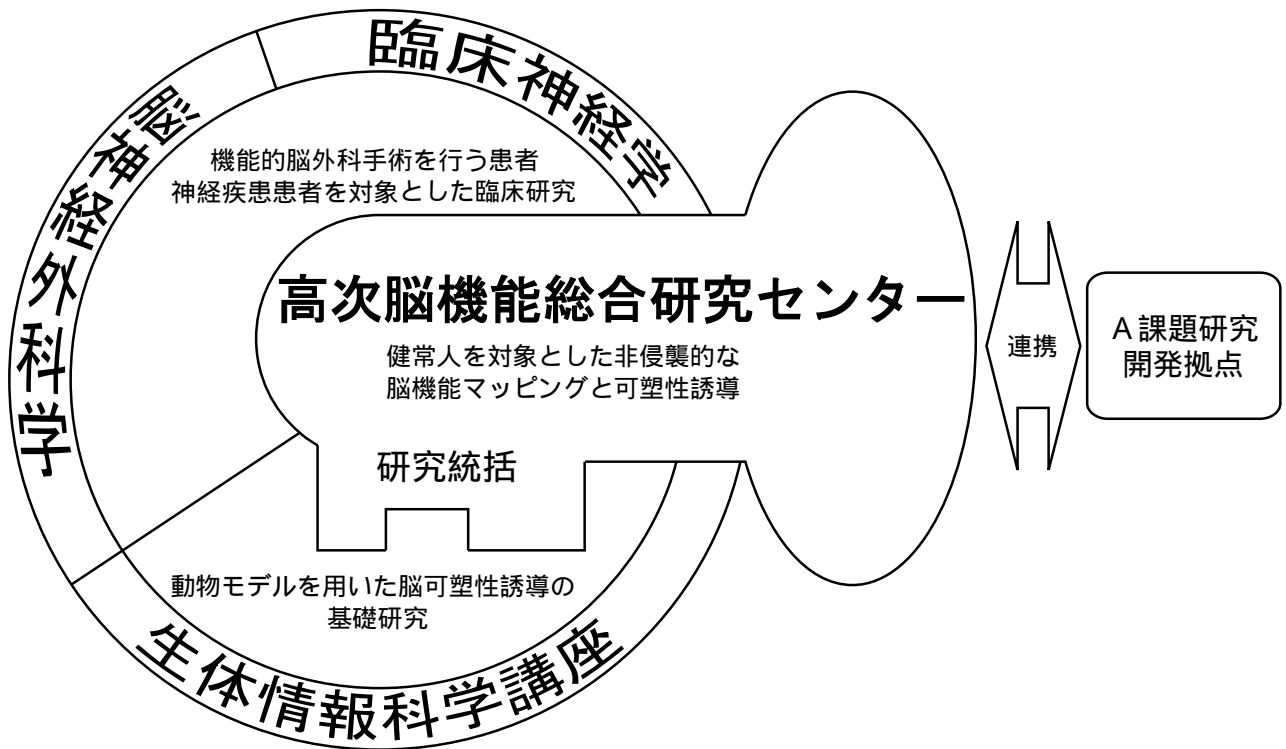 臨床神経学
脳神経外科学
機能的脳外科手術を行う患者
神経疾患患者を対象とした臨床研究
高次脳機能総合研究センター
健常人を対象とした非侵襲的な
脳機能マッピングと可塑性誘導
研究統括
連携
A課題研究
開発拠点
動物モデルを用いた脳可塑性誘導の
基礎研究
生体情報科学講座